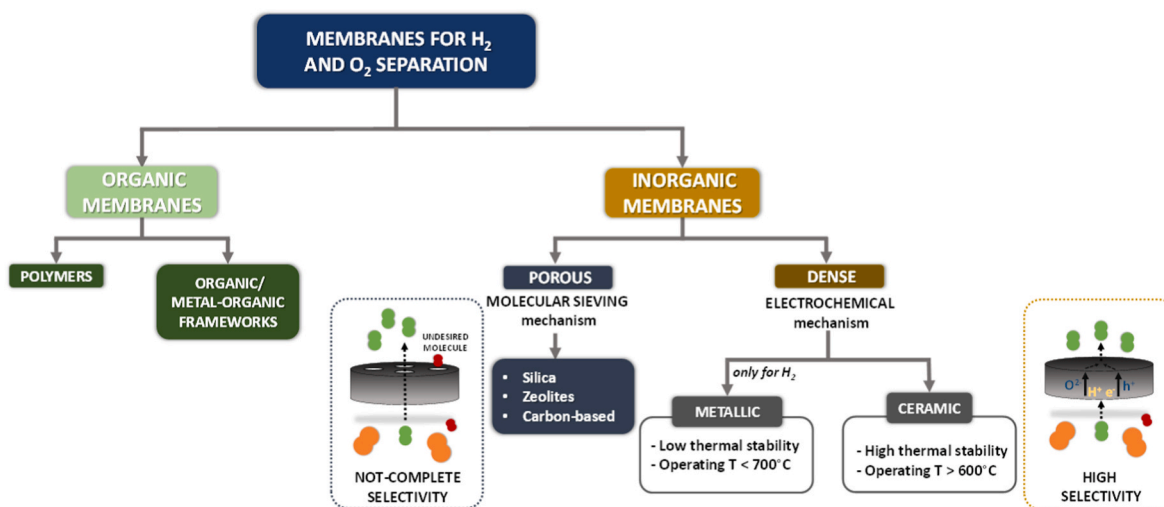 MEMBRANES FOR H₂
AND O₂ SEPARATION
ORGANIC
MEMBRANES
INORGANIC
MEMBRANES
POLYMERS
ORGANIC/
METAL-ORGANIC
FRAMEWORKS
POROUS
MOLECULAR SIEVING
mechanism
DENSE
ELECTROCHEMICAL
mechanism
UNDESIRED
MOLECULE
NOT-COMPLETE
SELECTIVITY
• Silica
• Zeolites
• Carbon-based
only for H₂
METALLIC
- Low thermal stability
- Operating T < 700°C
CERAMIC
- High thermal stability
- Operating T > 600°C
O²⁻ H⁺ e⁻ h⁺
HIGH
SELECTIVITY